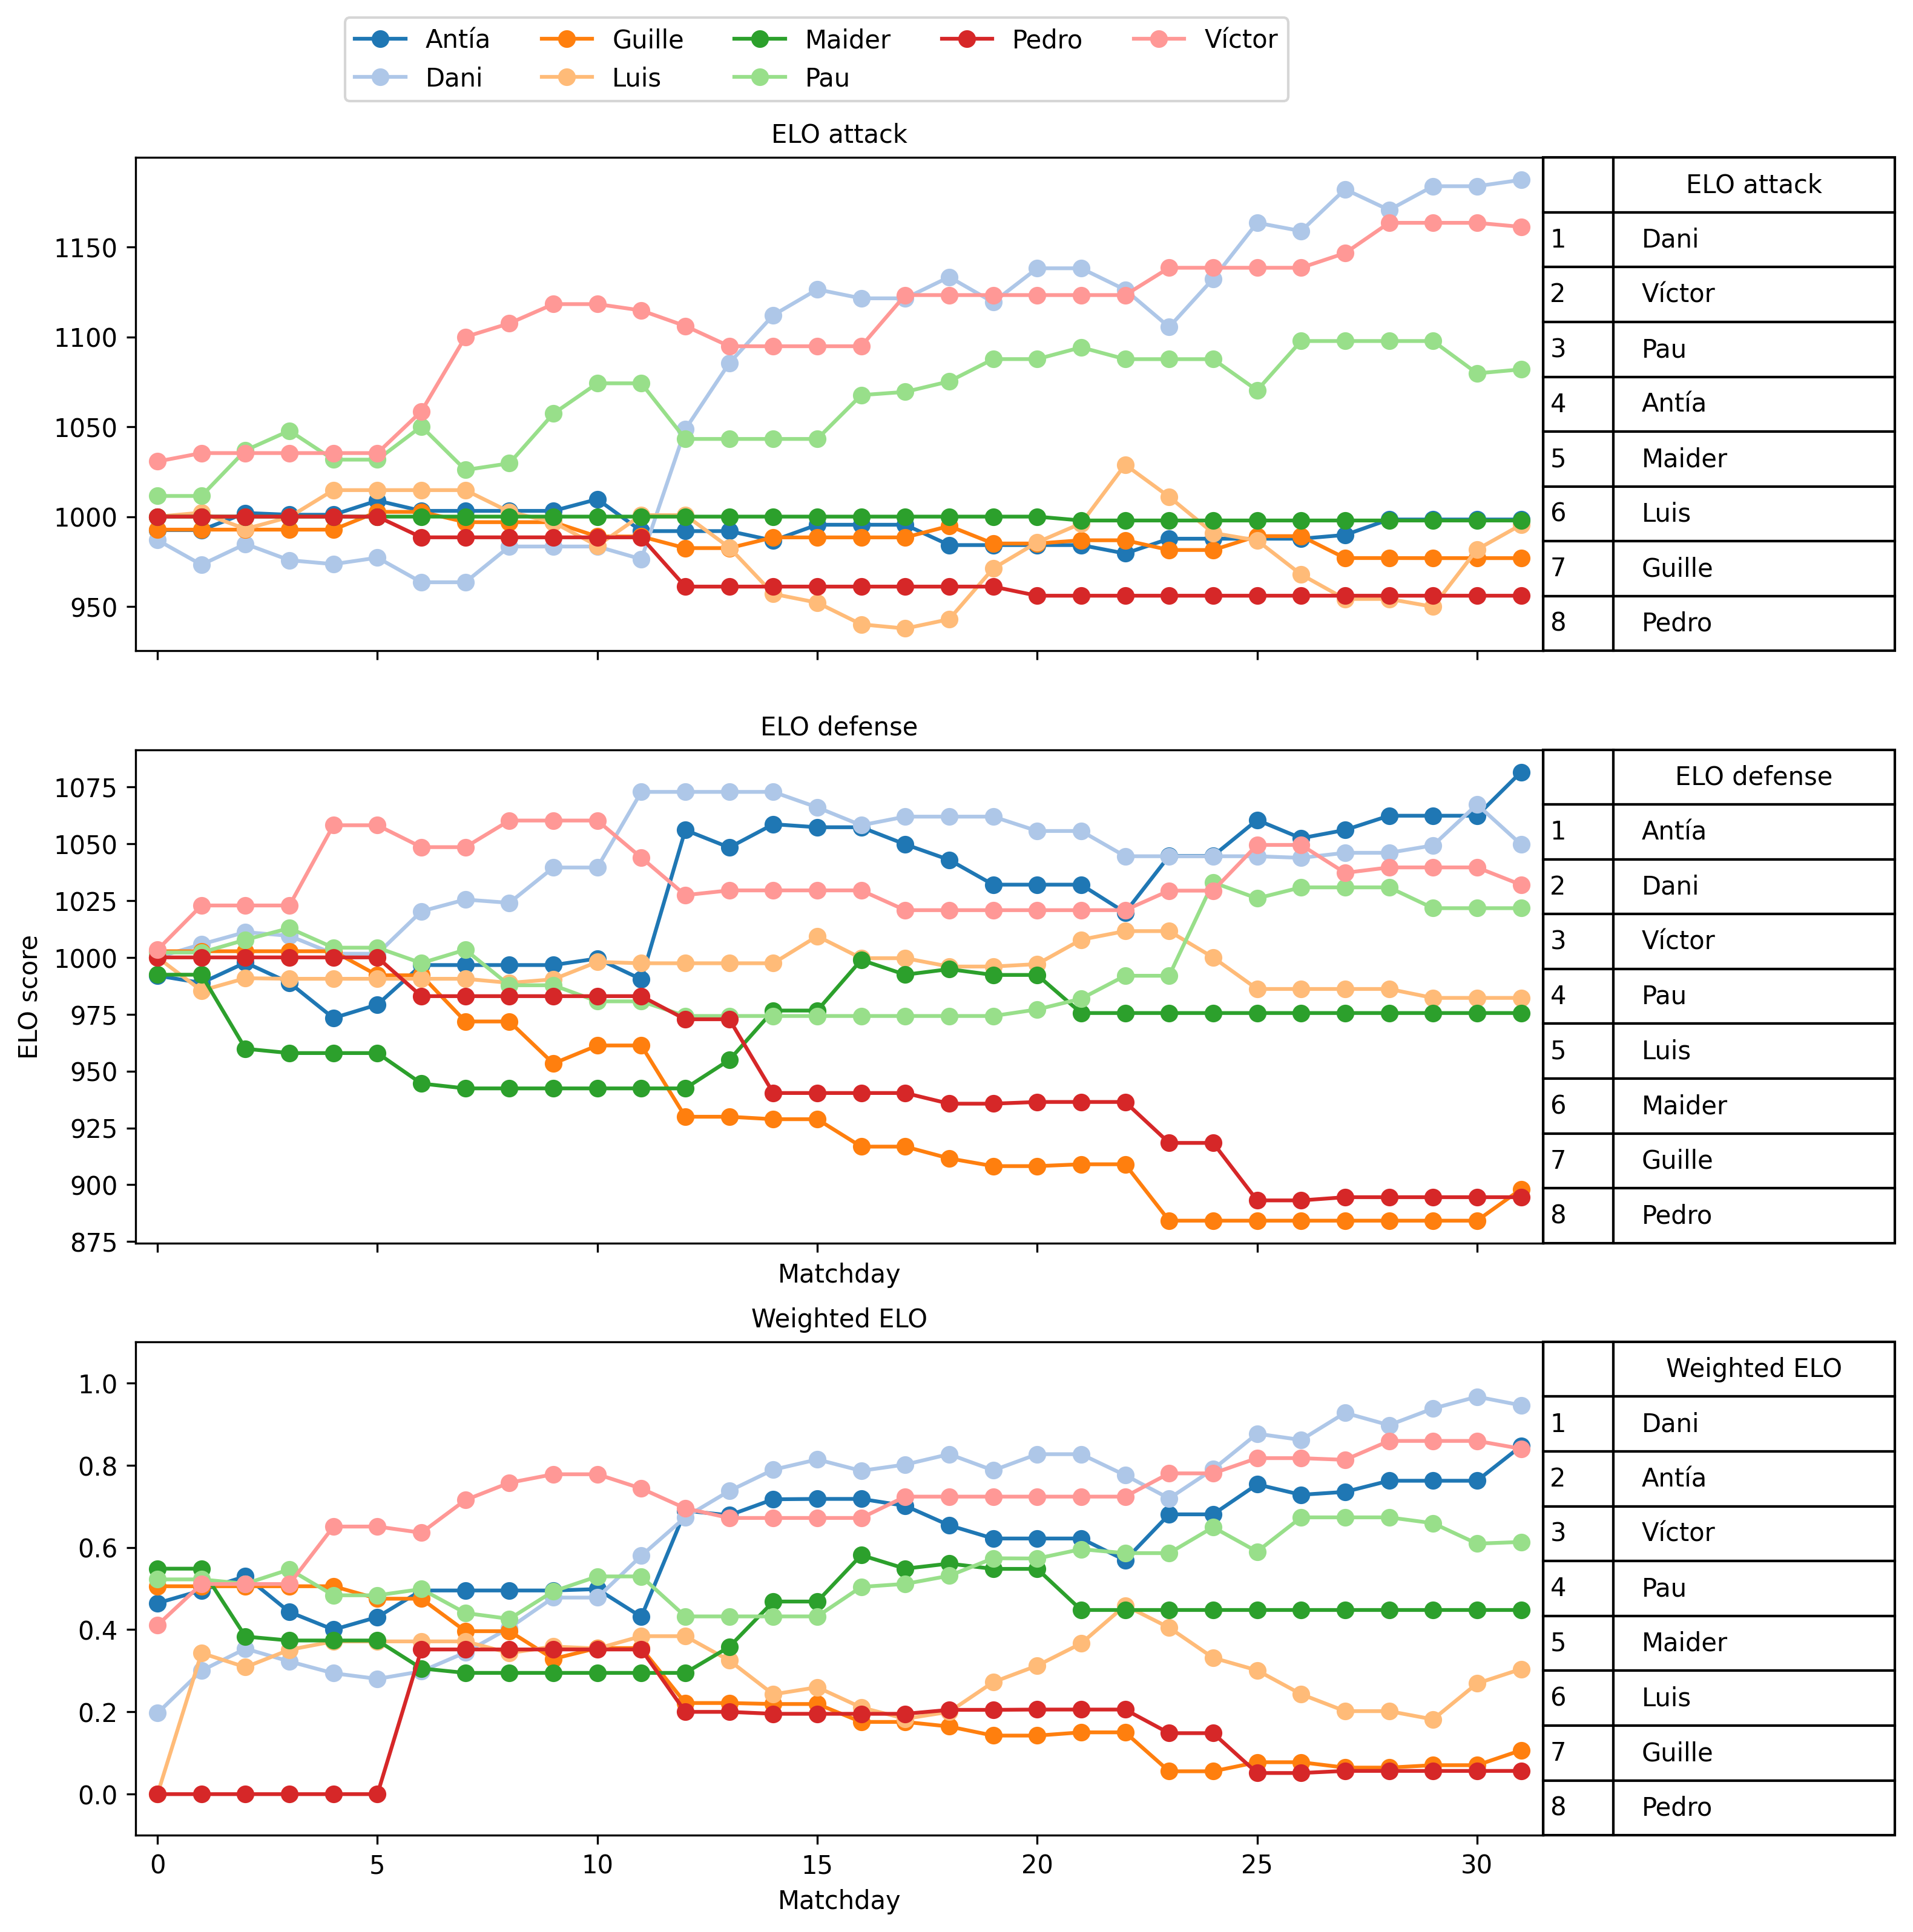 Antía Guille Maider Pedro Víctor
Dani Luis Pau
ELO attack
ELO attack
1 Dani
2 Víctor
3 Pau
4 Antía
5 Maider
6 Luis
7 Guille
8 Pedro
1150
1100
1050
1000
950
ELO defense
ELO defense
1 Antía
2 Dani
3 Víctor
4 Pau
5 Luis
6 Maider
7 Guille
8 Pedro
1075
1050
1025
1000
975
950
925
900
875
ELO score
Matchday
Weighted ELO
Weighted ELO
1 Dani
2 Antía
3 Víctor
4 Pau
5 Maider
6 Luis
7 Guille
8 Pedro
1.0
0.8
0.6
0.4
0.2
0.0
0 5 10 15 20 25 30
Matchday